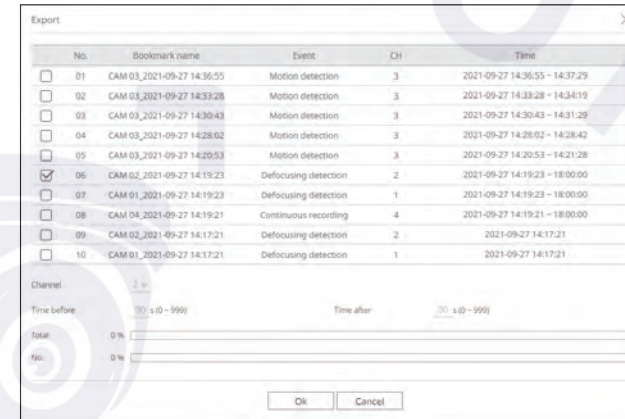 Export
No. Bookmark name Event CH Time
01 CAM 03_2021-09-27 14:36:55 Motion detection 3 2021-09-27 14:36:55 ~ 14:37:29
02 CAM 03_2021-09-27 14:33:28 Motion detection 3 2021-09-27 14:33:28 ~ 14:34:19
03 CAM 03_2021-09-27 14:30:43 Motion detection 3 2021-09-27 14:30:43 ~ 14:31:29
04 CAM 03_2021-09-27 14:28:02 Motion detection 3 2021-09-27 14:28:02 ~ 14:28:42
05 CAM 03_2021-09-27 14:20:53 Motion detection 3 2021-09-27 14:20:53 ~ 14:21:28
06 CAM 02_2021-09-27 14:19:23 Defocusing detection 2 2021-09-27 14:19:23 ~ 18:00:00
07 CAM 01_2021-09-27 14:19:23 Defocusing detection 1 2021-09-27 14:19:23 ~ 18:00:00
08 CAM 04_2021-09-27 14:19:21 Continuous recording 4 2021-09-27 14:19:21 ~ 18:00:00
09 CAM 02_2021-09-27 14:17:21 Defocusing detection 2 2021-09-27 14:17:21
10 CAM 01_2021-09-27 14:17:21 Defocusing detection 1 2021-09-27 14:17:21
Channel 2
Time before s (0 ~ 999) Time after s (0 ~ 999)
Total: 0 %
No.: 0 %
Ok Cancel